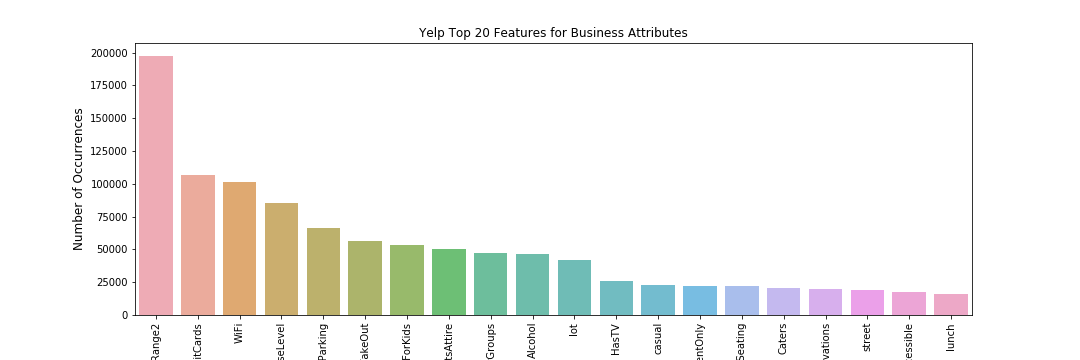 Yelp Top 20 Features for Business Attributes
Number of Occurrences
200000
175000
150000
125000
100000
75000
50000
25000
0
Range2
itCards
WiFi
seLevel
Parking
akeOut
ForKids
tsAttire
Groups
Alcohol
lot
HasTV
casual
entOnly
Seating
Caters
vations
street
essible
lunch